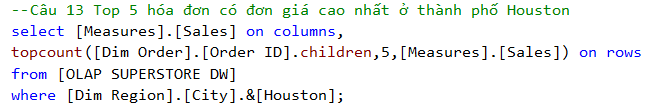 --Câu 13 Top 5 hóa đơn có đơn giá cao nhất ở thành phố Houston
select [Measures].[Sales] on columns,
topcount([Dim Order].[Order ID].children,5,[Measures].[Sales]) on rows
from [OLAP SUPERSTORE DW]
where [Dim Region].[City].&[Houston];